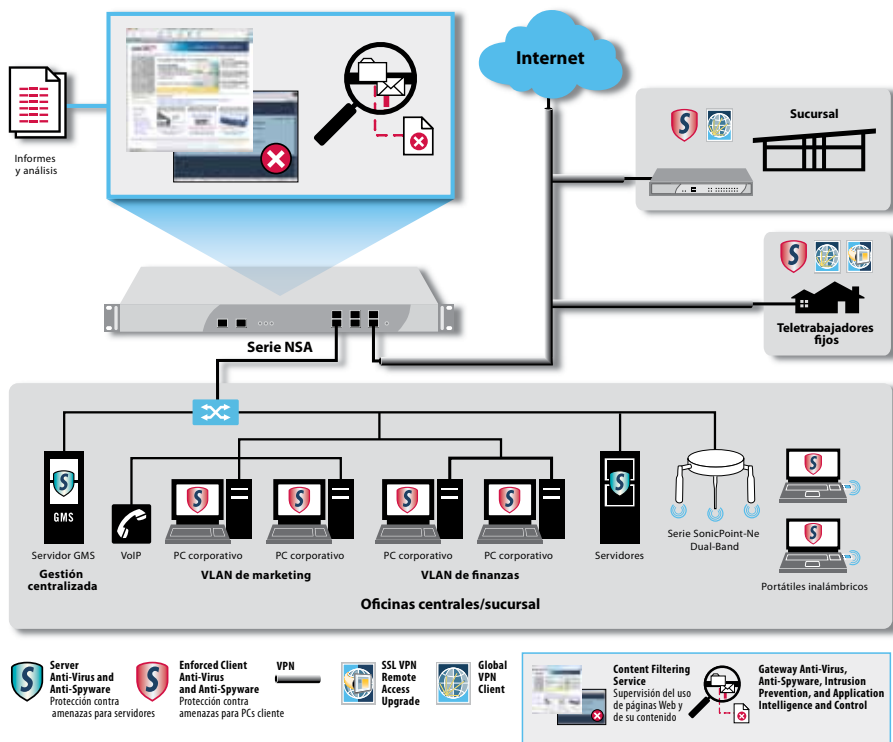 Internet
Informes
y análisis
Sucursal
Serie NSA
Teletrabajadores
fijos
GMS
Servidor GMS
Gestión
centralizada
VoIP
PC corporativo
PC corporativo
VLAN de marketing
PC corporativo
PC corporativo
VLAN de finanzas
Servidores
Serie SonicPoint-Ne
Dual-Band
Portátiles inalámbricos
Oficinas centrales/sucursal
Server
Anti-Virus and
Anti-Spyware
Protección contra
amenazas para servidores
Enforced Client
Anti-Virus
and Anti-Spyware
Protección contra
amenazas para PCs cliente
VPN
SSL VPN
Remote
Access
Upgrade
Global
VPN
Client
Content Filtering
Service
Supervisión del uso
de páginas Web y
de su contenido
Gateway Anti-Virus,
Anti-Spyware, Intrusion
Prevention, and Application
Intelligence and Control